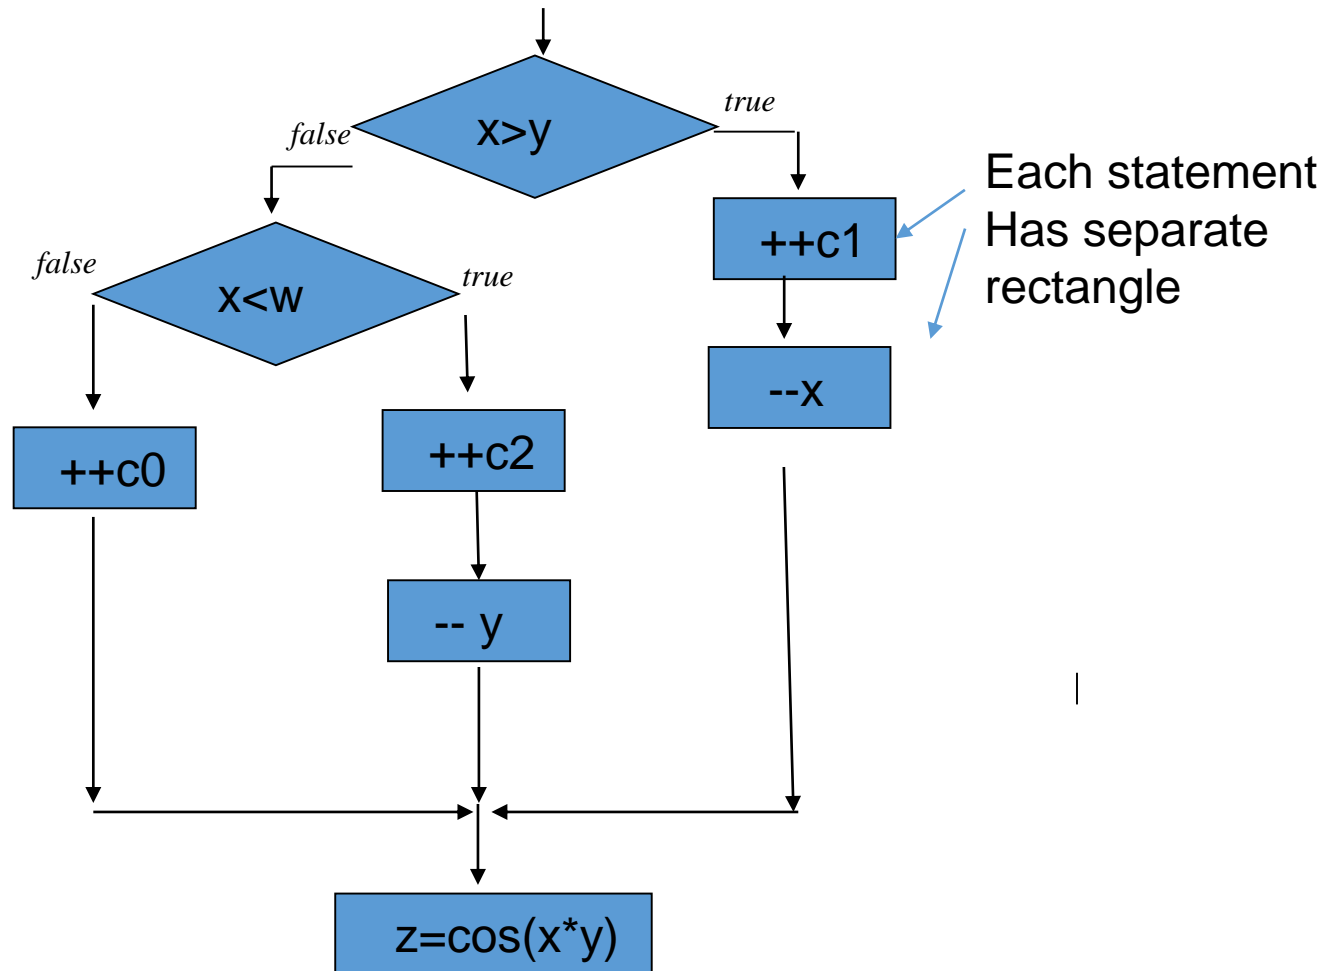 true
false
x>y
Each statement
Has separate
rectangle
++c1
false
true
x<w
--x
++c0
++c2
-- y
z=cos(x*y)